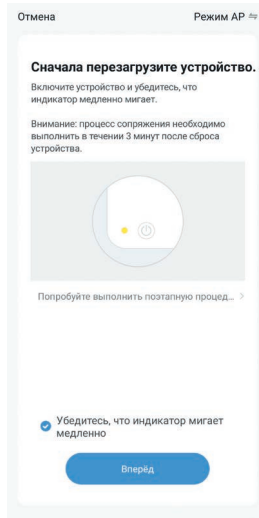 Отмена
Режим AP
Сначала перезагрузите устройство.
Включите устройство и убедитесь, что
индикатор медленно мигает.
Внимание: процесс сопряжения необходимо
выполнить в течении 3 минут после сброса
устройства.
Попробуйте выполнить поэтапную процед...
Убедитесь, что индикатор мигает
медленно
Вперёд